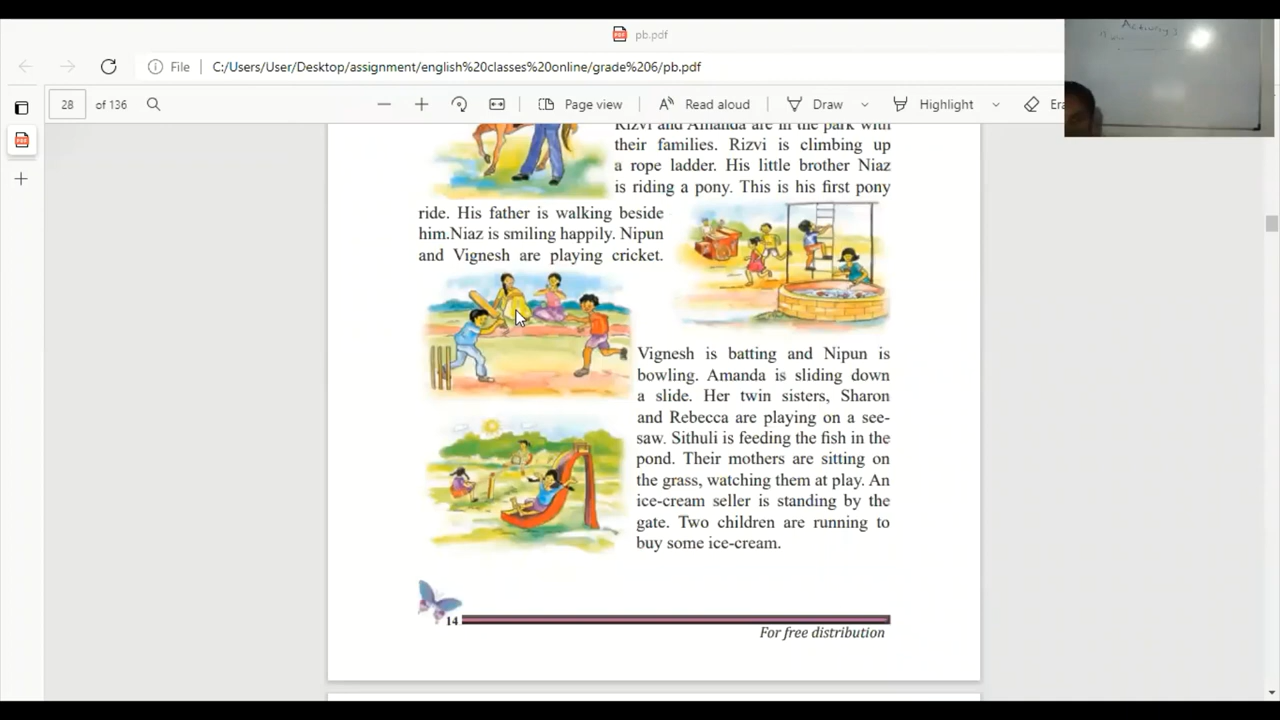 pb.pdf
File
C:/Users/User/Desktop/assignment/english%20classes%20online/grade%206/pb.pdf
28 of 136
Page view
Read aloud
Draw
Highlight
Rizvi and Amanda are in the park with
their families. Rizvi is climbing up
a rope ladder. His little brother Niaz
is riding a pony. This is his first pony
ride. His father is walking beside
him.Niaz is smiling happily. Nipun
and Vignesh are playing cricket.
Vignesh is batting and Nipun is
bowling. Amanda is sliding down
a slide. Her twin sisters, Sharon
and Rebecca are playing on a see-
saw. Sithuli is feeding the fish in the
pond. Their mothers are sitting on
the grass, watching them at play. An
ice-cream seller is standing by the
gate. Two children are running to
buy some ice-cream.
14
For free distribution